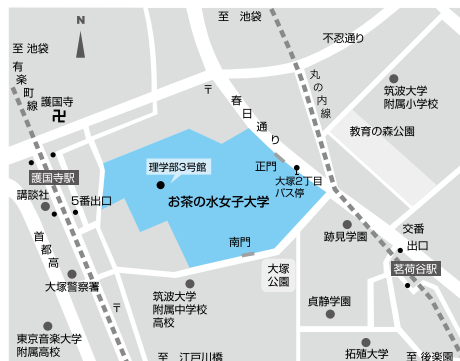 N
至 池袋
至 池袋
不忍通り
有楽町線
護国寺
春日通り
丸の内線
筑波大学
附属小学校
教育の森公園
理学部3号館
正門
大塚2丁目
バス停
お茶の水女子大学
護国寺駅
講談社
5番出口
首都高
南門
跡見学園
交番
出口
茗荷谷駅
大塚
公園
大塚警察署
筑波大学
附属中学校
高校
貞静学園
東京音楽大学
附属高校
至 江戸川橋
拓殖大学
至 後楽園